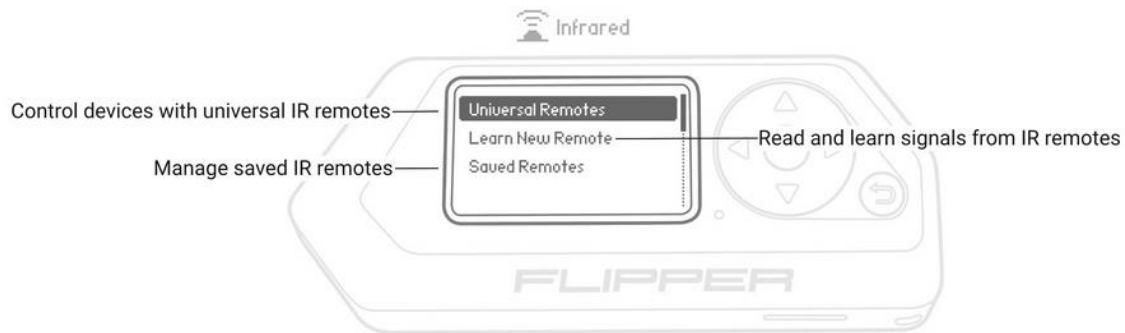 Infrared
Control devices with universal IR remotes
Universal Remotes
Learn New Remote
Read and learn signals from IR remotes
Manage saved IR remotes
Saved Remotes
FLIPPER